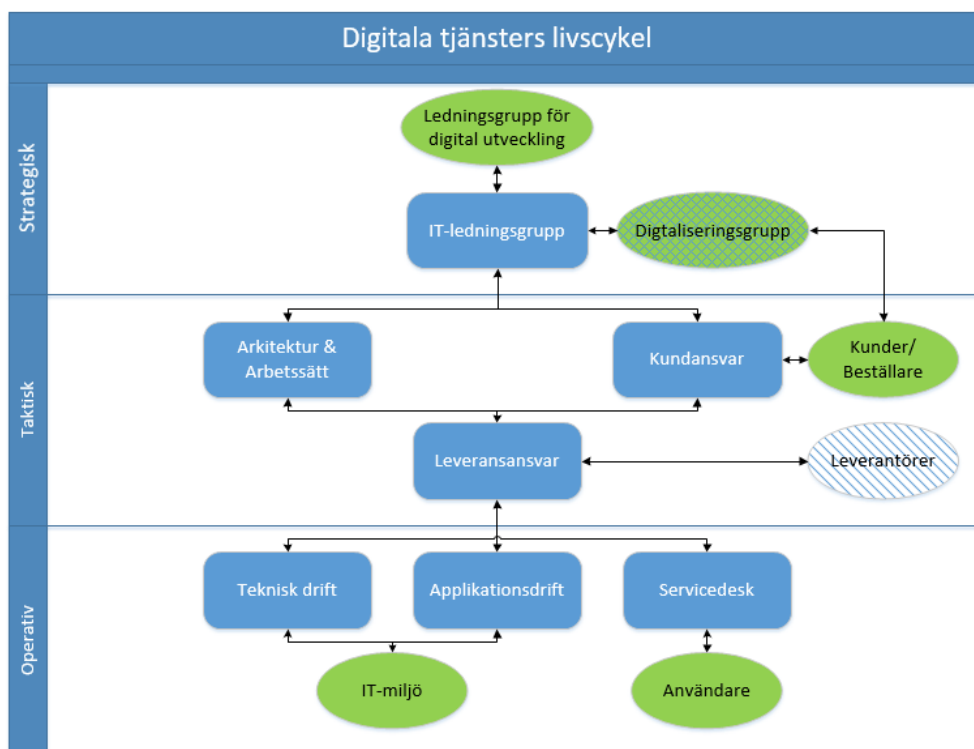 Digitala tjänsters livscykel
Strategisk
Ledningsgrupp för
digital utveckling
IT-ledningsgrupp
Digtaliseringsgrupp
Taktisk
Arkitektur &
Arbetssätt
Kundansvar
Kunder/
Beställare
Leveransansvar
Leverantörer
Operativ
Teknisk drift
Applikationsdrift
Servicedesk
IT-miljö
Användare